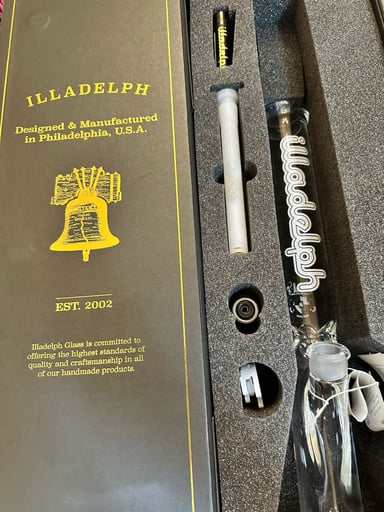 ILLADELPH
Designed & Manufactured
in Philadelphia, U.S.A.
EST. 2002
Illadelph Glass is committed to
offering the highest standards of
quality and craftsmanship in all
of our handmade products.
illadelph
illadelph